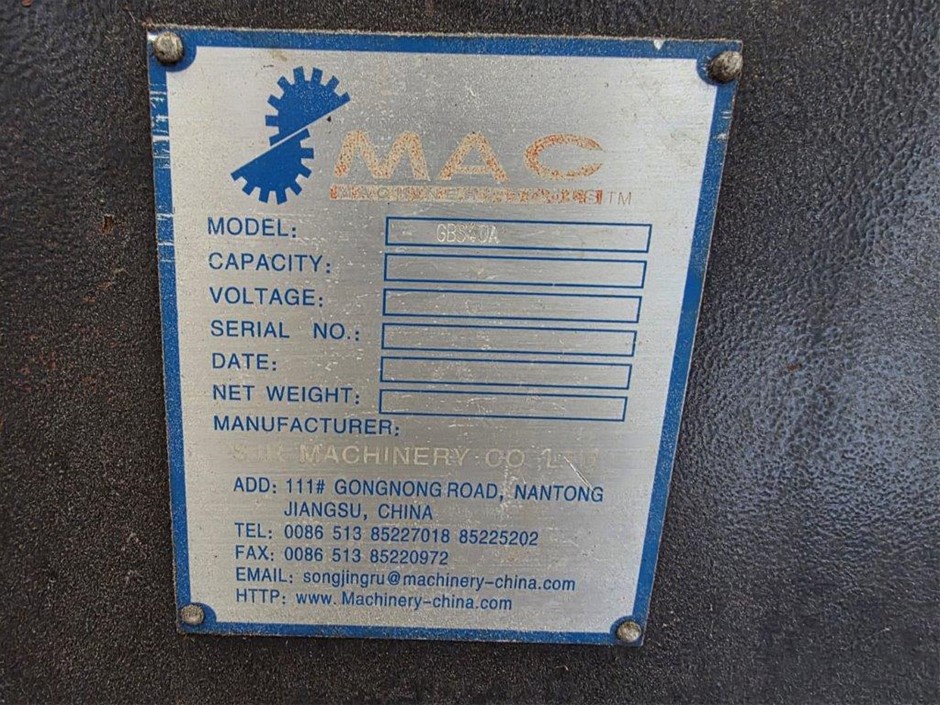 MAC
TM
MODEL:
CAPACITY:
VOLTAGE:
SERIAL NO.:
DATE:
NET WEIGHT:
MANUFACTURER:
MACHINERY CO
ADD: 111# GONGNONG ROAD, NANTONG
JIANGSU, CHINA
TEL: 0086 513 85227018 85225202
FAX: 0086 513 85220972
EMAIL: songjingru@machinery-china.com
HTTP: www.Machinery-china.com